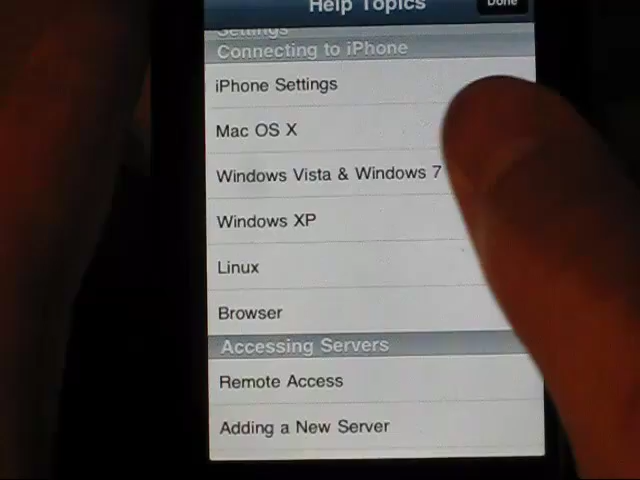 Help Topics
Done
Settings
Connecting to iPhone
iPhone Settings
Mac OS X
Windows Vista & Windows 7
Windows XP
Linux
Browser
Accessing Servers
Remote Access
Adding a New Server